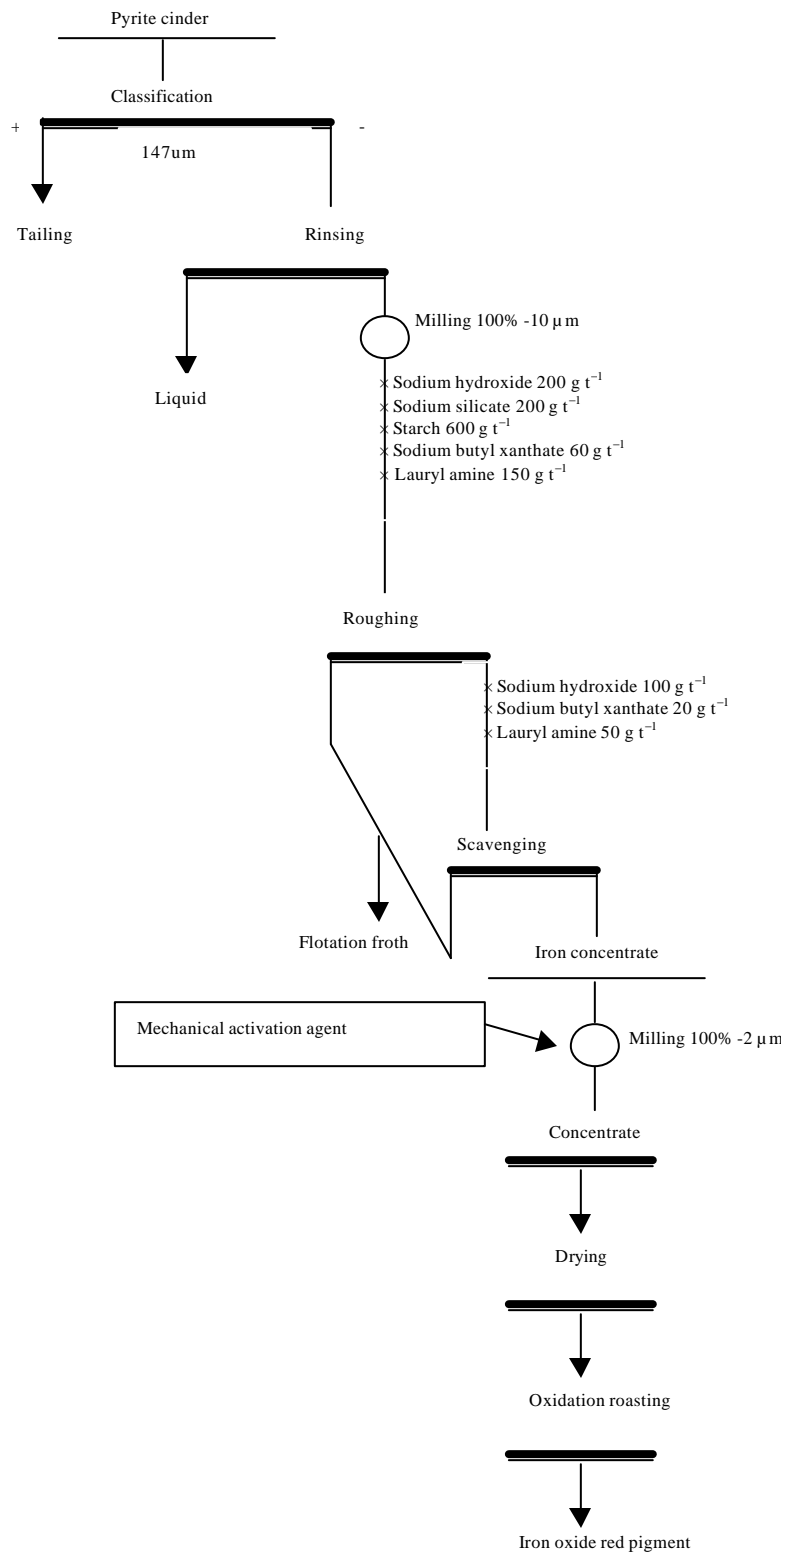 Pyrite cinder
Classification
+ -
147um
Tailing Rinsing
Milling 100% -10 µm
Liquid
× Sodium hydroxide 200 g t⁻¹
× Sodium silicate 200 g t⁻¹
× Starch 600 g t⁻¹
× Sodium butyl xanthate 60 g t⁻¹
× Lauryl amine 150 g t⁻¹
Roughing
× Sodium hydroxide 100 g t⁻¹
× Sodium butyl xanthate 20 g t⁻¹
× Lauryl amine 50 g t⁻¹
Scavenging
Flotation froth
Iron concentrate
Mechanical activation agent
Milling 100% -2 µm
Concentrate
Drying
Oxidation roasting
Iron oxide red pigment